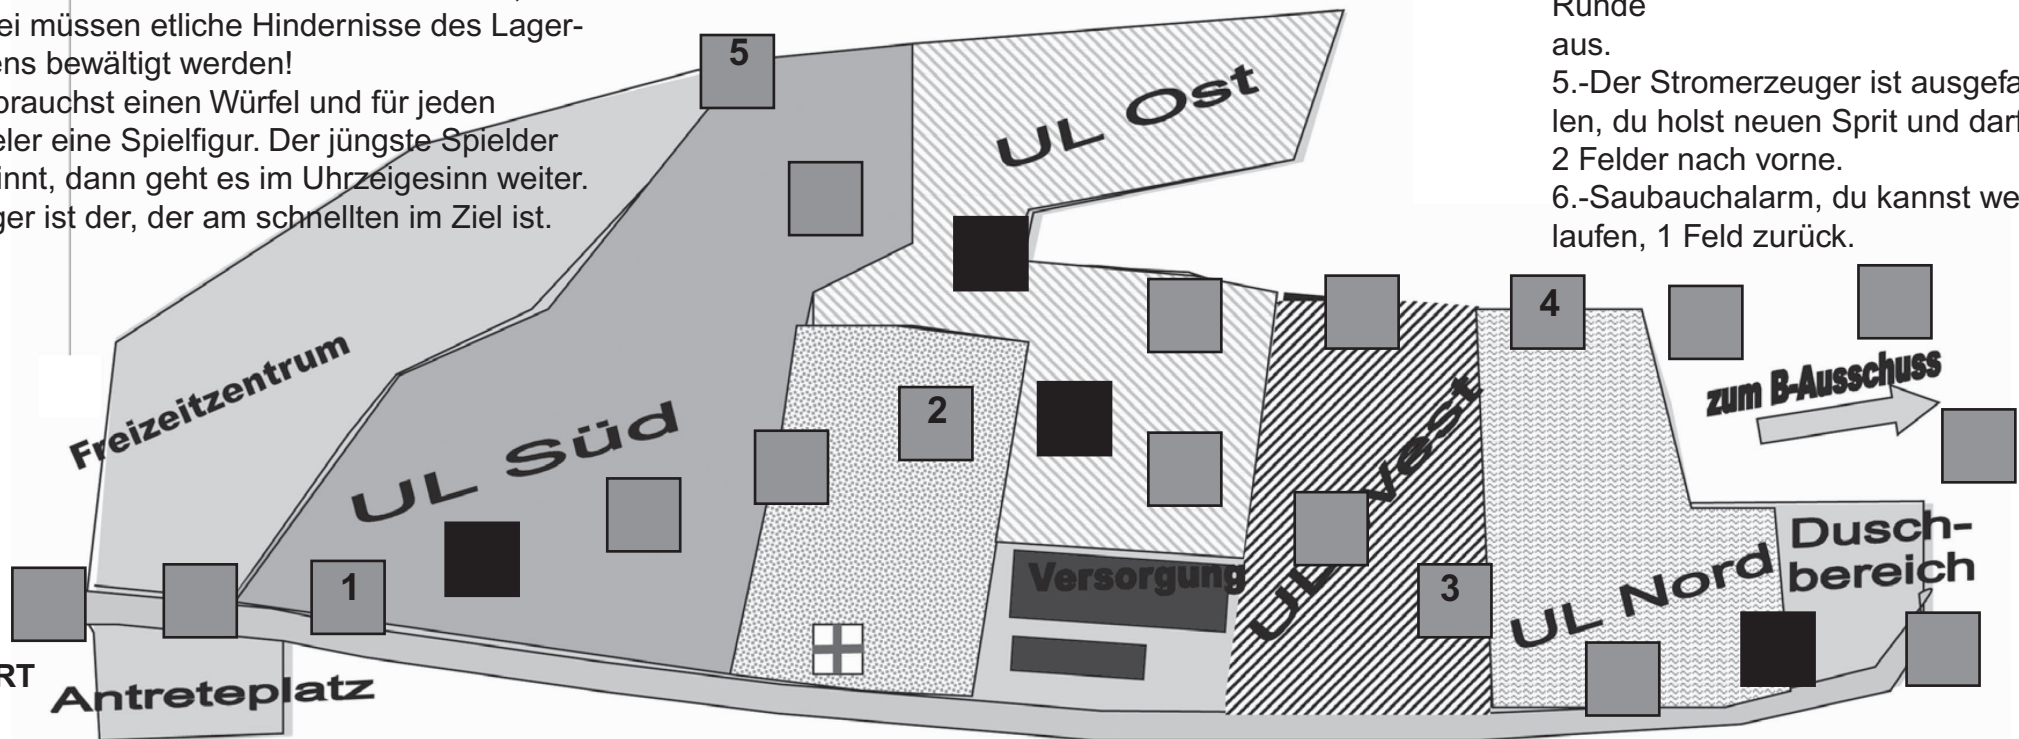 ei müssen etliche Hindernisse des Lager-
ens bewältigt werden!
brauchst einen Würfel und für jeden
eler eine Spielfigur. Der jüngste Spielder
innt, dann geht es im Uhrzeigesinn weiter.
ger ist der, der am schnellten im Ziel ist.
Runde
aus.
5.-Der Stromerzeuger ist ausgefa
len, du holst neuen Sprit und darf
2 Felder nach vorne.
6.-Saubauchalarm, du kannst we
laufen, 1 Feld zurück.
5
UL Ost
4
zum B-Ausschuss
Freizeitzentrum
UL Süd
2
UL West
1
Versorgung
3
UL Nord
Dusch-
bereich
RT
Antreteplatz